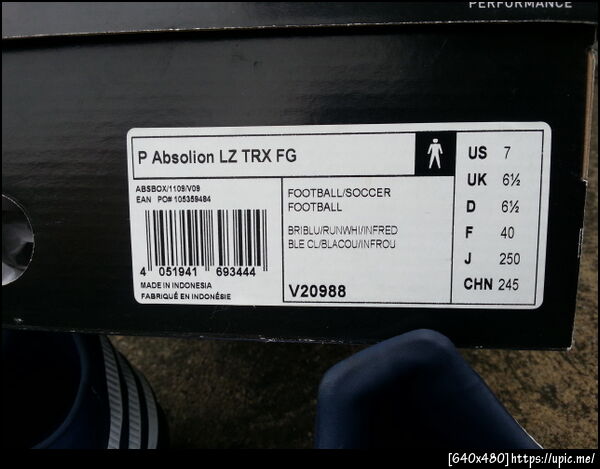 PERFORMANCE
P Absolion LZ TRX FG
ABSBOX/1109/V09
EAN PO# 105359484
4 051941 693444
MADE IN INDONESIA
FABRIQUÉ EN INDONÉSIE
FOOTBALL/SOCCER
FOOTBALL
BRIBLU/RUNWHI/INFRED
BLE CL/BLACOU/INFROU
V20988
US 7
UK 6½
D 6½
F 40
J 250
CHN 245
[640x480]https://upic.me/